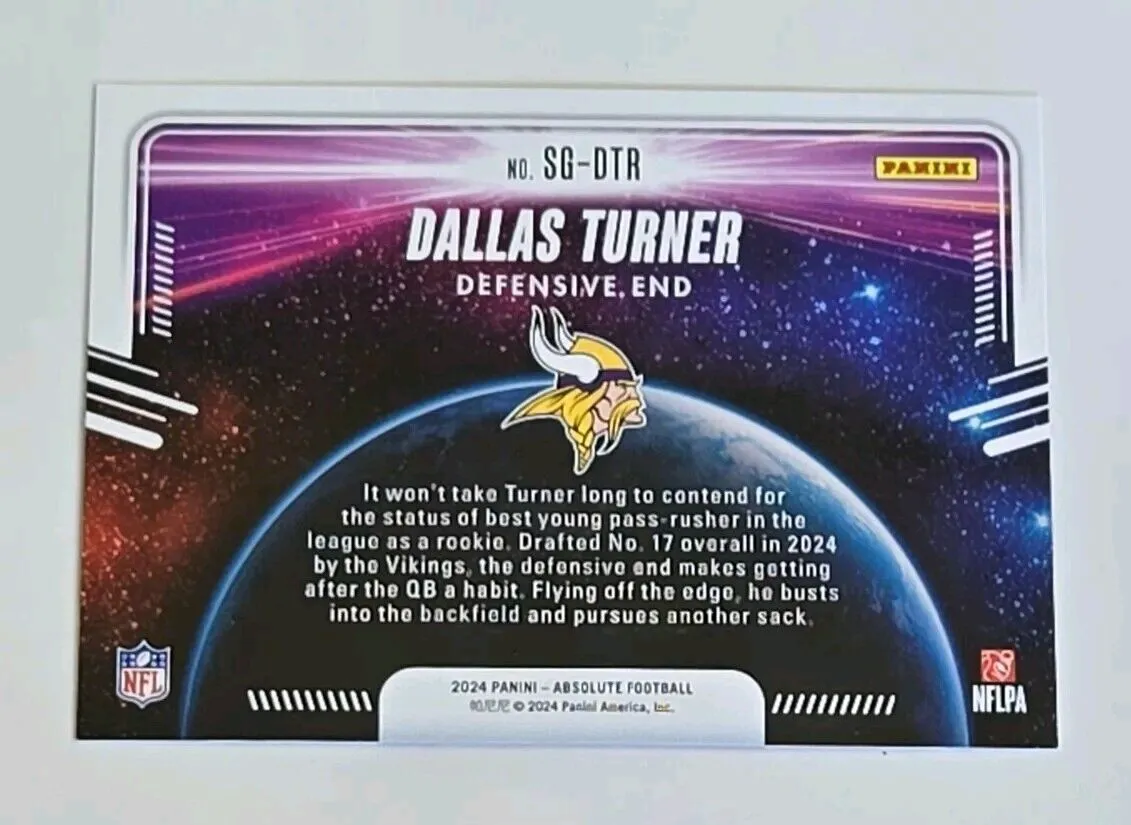 NO. SG-DTR
PANINI
DALLAS TURNER
DEFENSIVE END
It won't take Turner long to contend for
the status of best young pass-rusher in the
league as a rookie. Drafted No. 17 overall in 2024
by the Vikings, the defensive end makes getting
after the QB a habit. Flying off the edge, he busts
into the backfield and pursues another sack.
NFL
2024 PANINI – ABSOLUTE FOOTBALL
© 2024 Panini America, Inc.
NFLPA